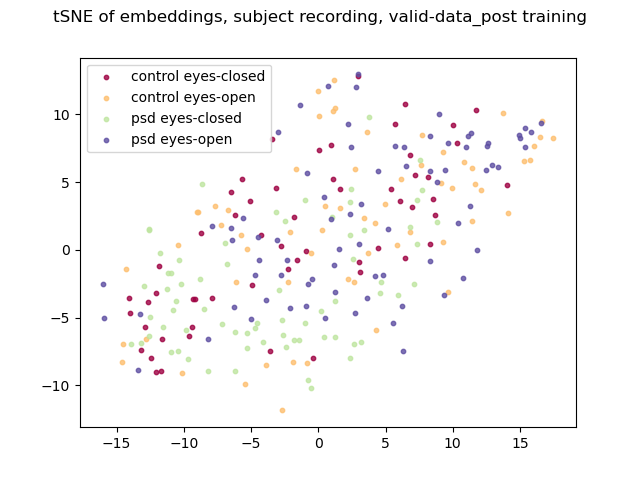 tSNE of embeddings, subject recording, valid-data_post training
control eyes-closed
control eyes-open
psd eyes-closed
psd eyes-open
10
5
0
−5
−10
−15
−10
−5
0
5
10
15